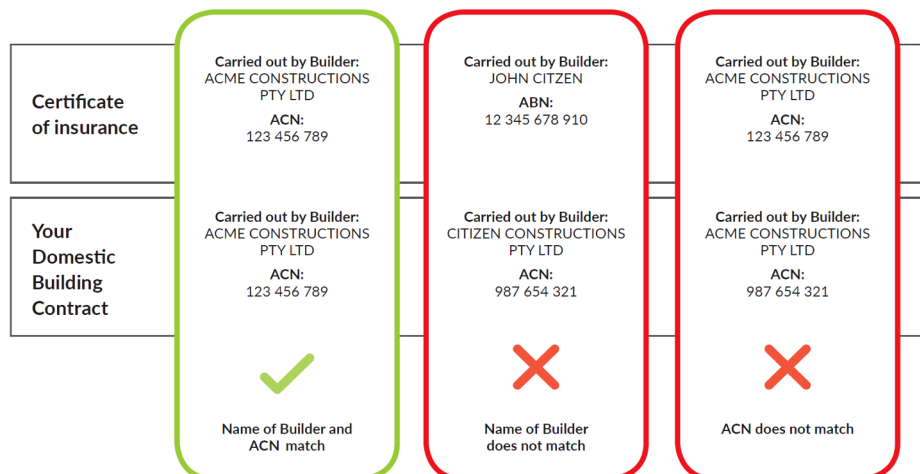 Certificate
of insurance
Carried out by Builder:
ACME CONSTRUCTIONS
PTY LTD
ACN:
123 456 789
Carried out by Builder:
JOHN CITZEN
ABN:
12 345 678 910
Carried out by Builder:
ACME CONSTRUCTIONS
PTY LTD
ACN:
123 456 789
Your
Domestic
Building
Contract
Carried out by Builder:
ACME CONSTRUCTIONS
PTY LTD
ACN:
123 456 789
Carried out by Builder:
CITIZEN CONSTRUCTIONS
PTY LTD
ACN:
987 654 321
Carried out by Builder:
ACME CONSTRUCTIONS
PTY LTD
ACN:
987 654 321
Name of Builder and
ACN match
Name of Builder
does not match
ACN does not match